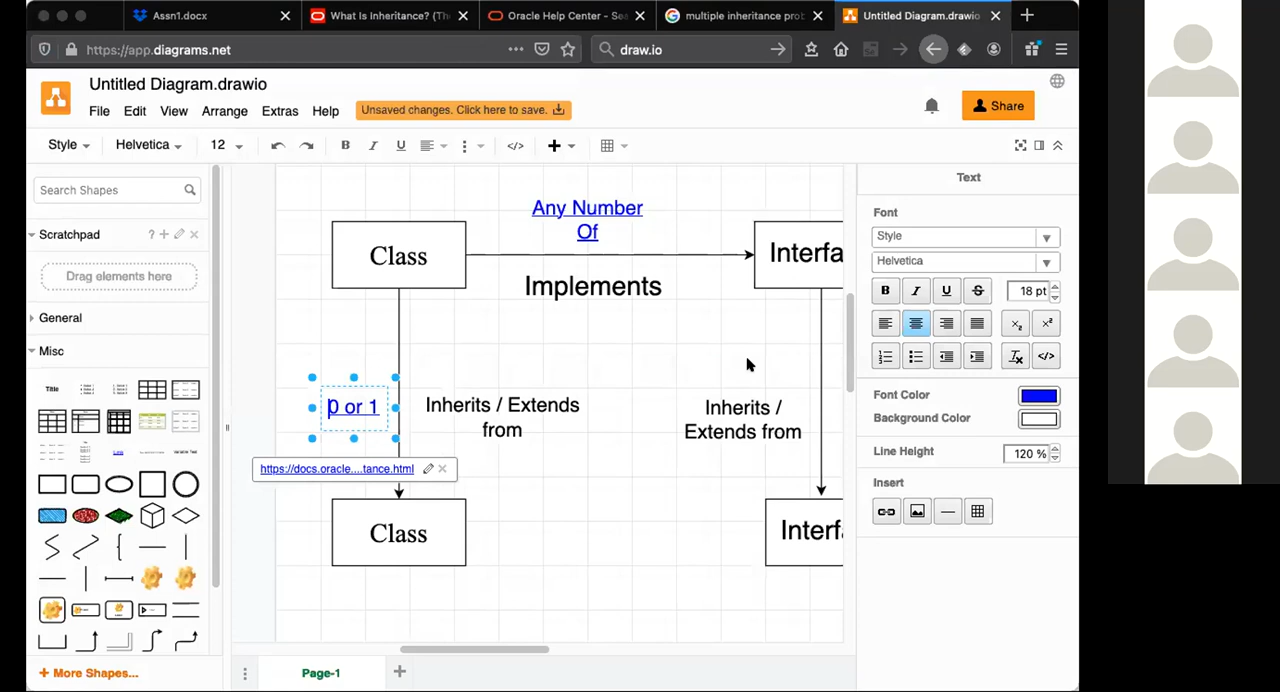 Assn1.docx
What Is Inheritance? (Th
Oracle Help Center - Sea
multiple inheritance prob
Untitled Diagram.drawio
https://app.diagrams.net
draw.io
Untitled Diagram.drawio
File Edit View Arrange Extras Help
Unsaved changes. Click here to save.
Share
Style
Helvetica
12
B I U
Text
Search Shapes
Scratchpad
?
Drag elements here
General
Misc
Title
Any Number
Of
Class
Interfa
Implements
0 or 1
Inherits / Extends
from
Inherits /
Extends from
https://docs.oracle....tance.html
Class
Interf
Font
Style
Helvetica
B I U S
18 pt
Font Color
Background Color
Line Height
120 %
Insert
+ More Shapes...
Page-1